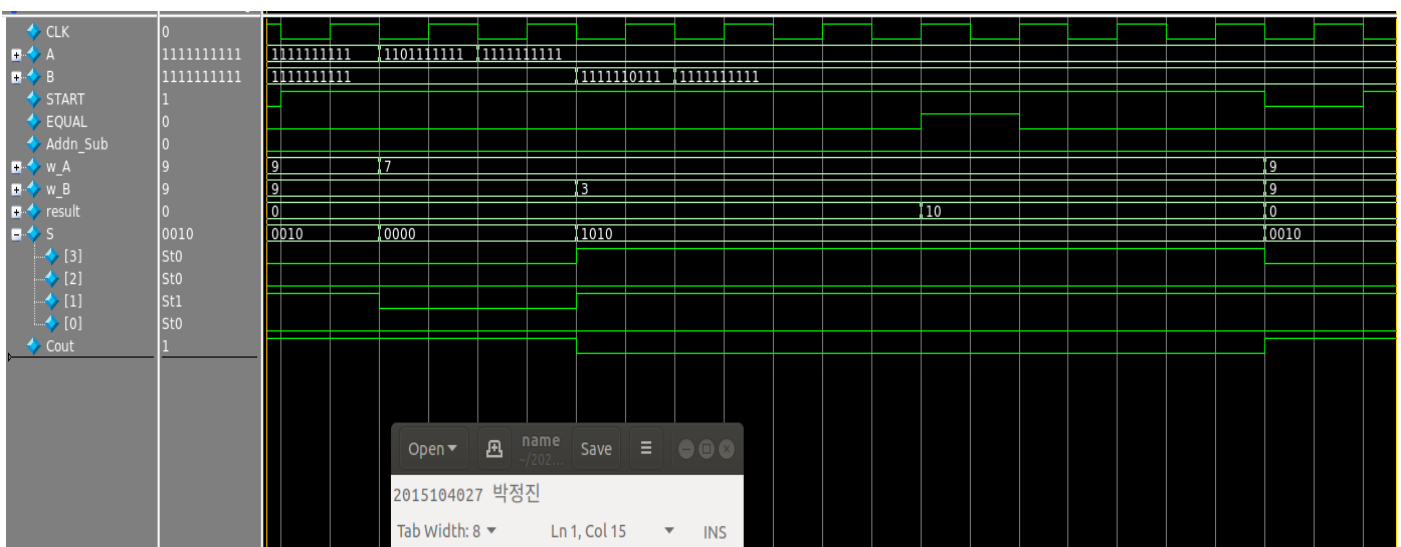 CLK 0
A 1111111111 1111111111 1101111111 1111111111
B 1111111111 1111111111 1111110111 1111111111
START 1
EQUAL 0
Addn_Sub 0
w_A 9 9 7 9
w_B 9 9 3 9
result 0 0 10 0
S 0010 0010 0000 1010 0010
[3] St0
[2] St0
[1] St1
[0] St0
Cout 1
Open name Save
~/202...
2015104027 박정진
Tab Width: 8 Ln 1, Col 15 INS